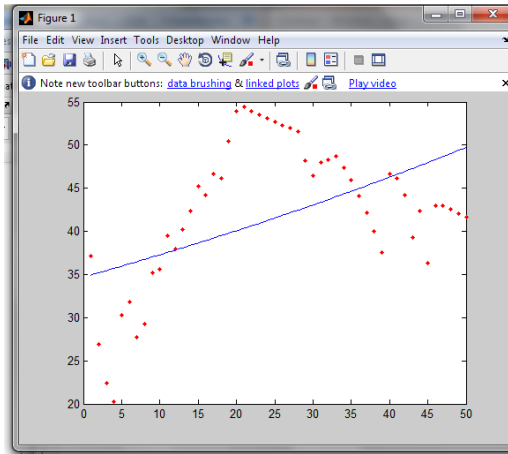 Figure 1
File Edit View Insert Tools Desktop Window Help
Note new toolbar buttons: data brushing & linked plots Play video
55
50
45
40
35
30
25
20
0 5 10 15 20 25 30 35 40 45 50